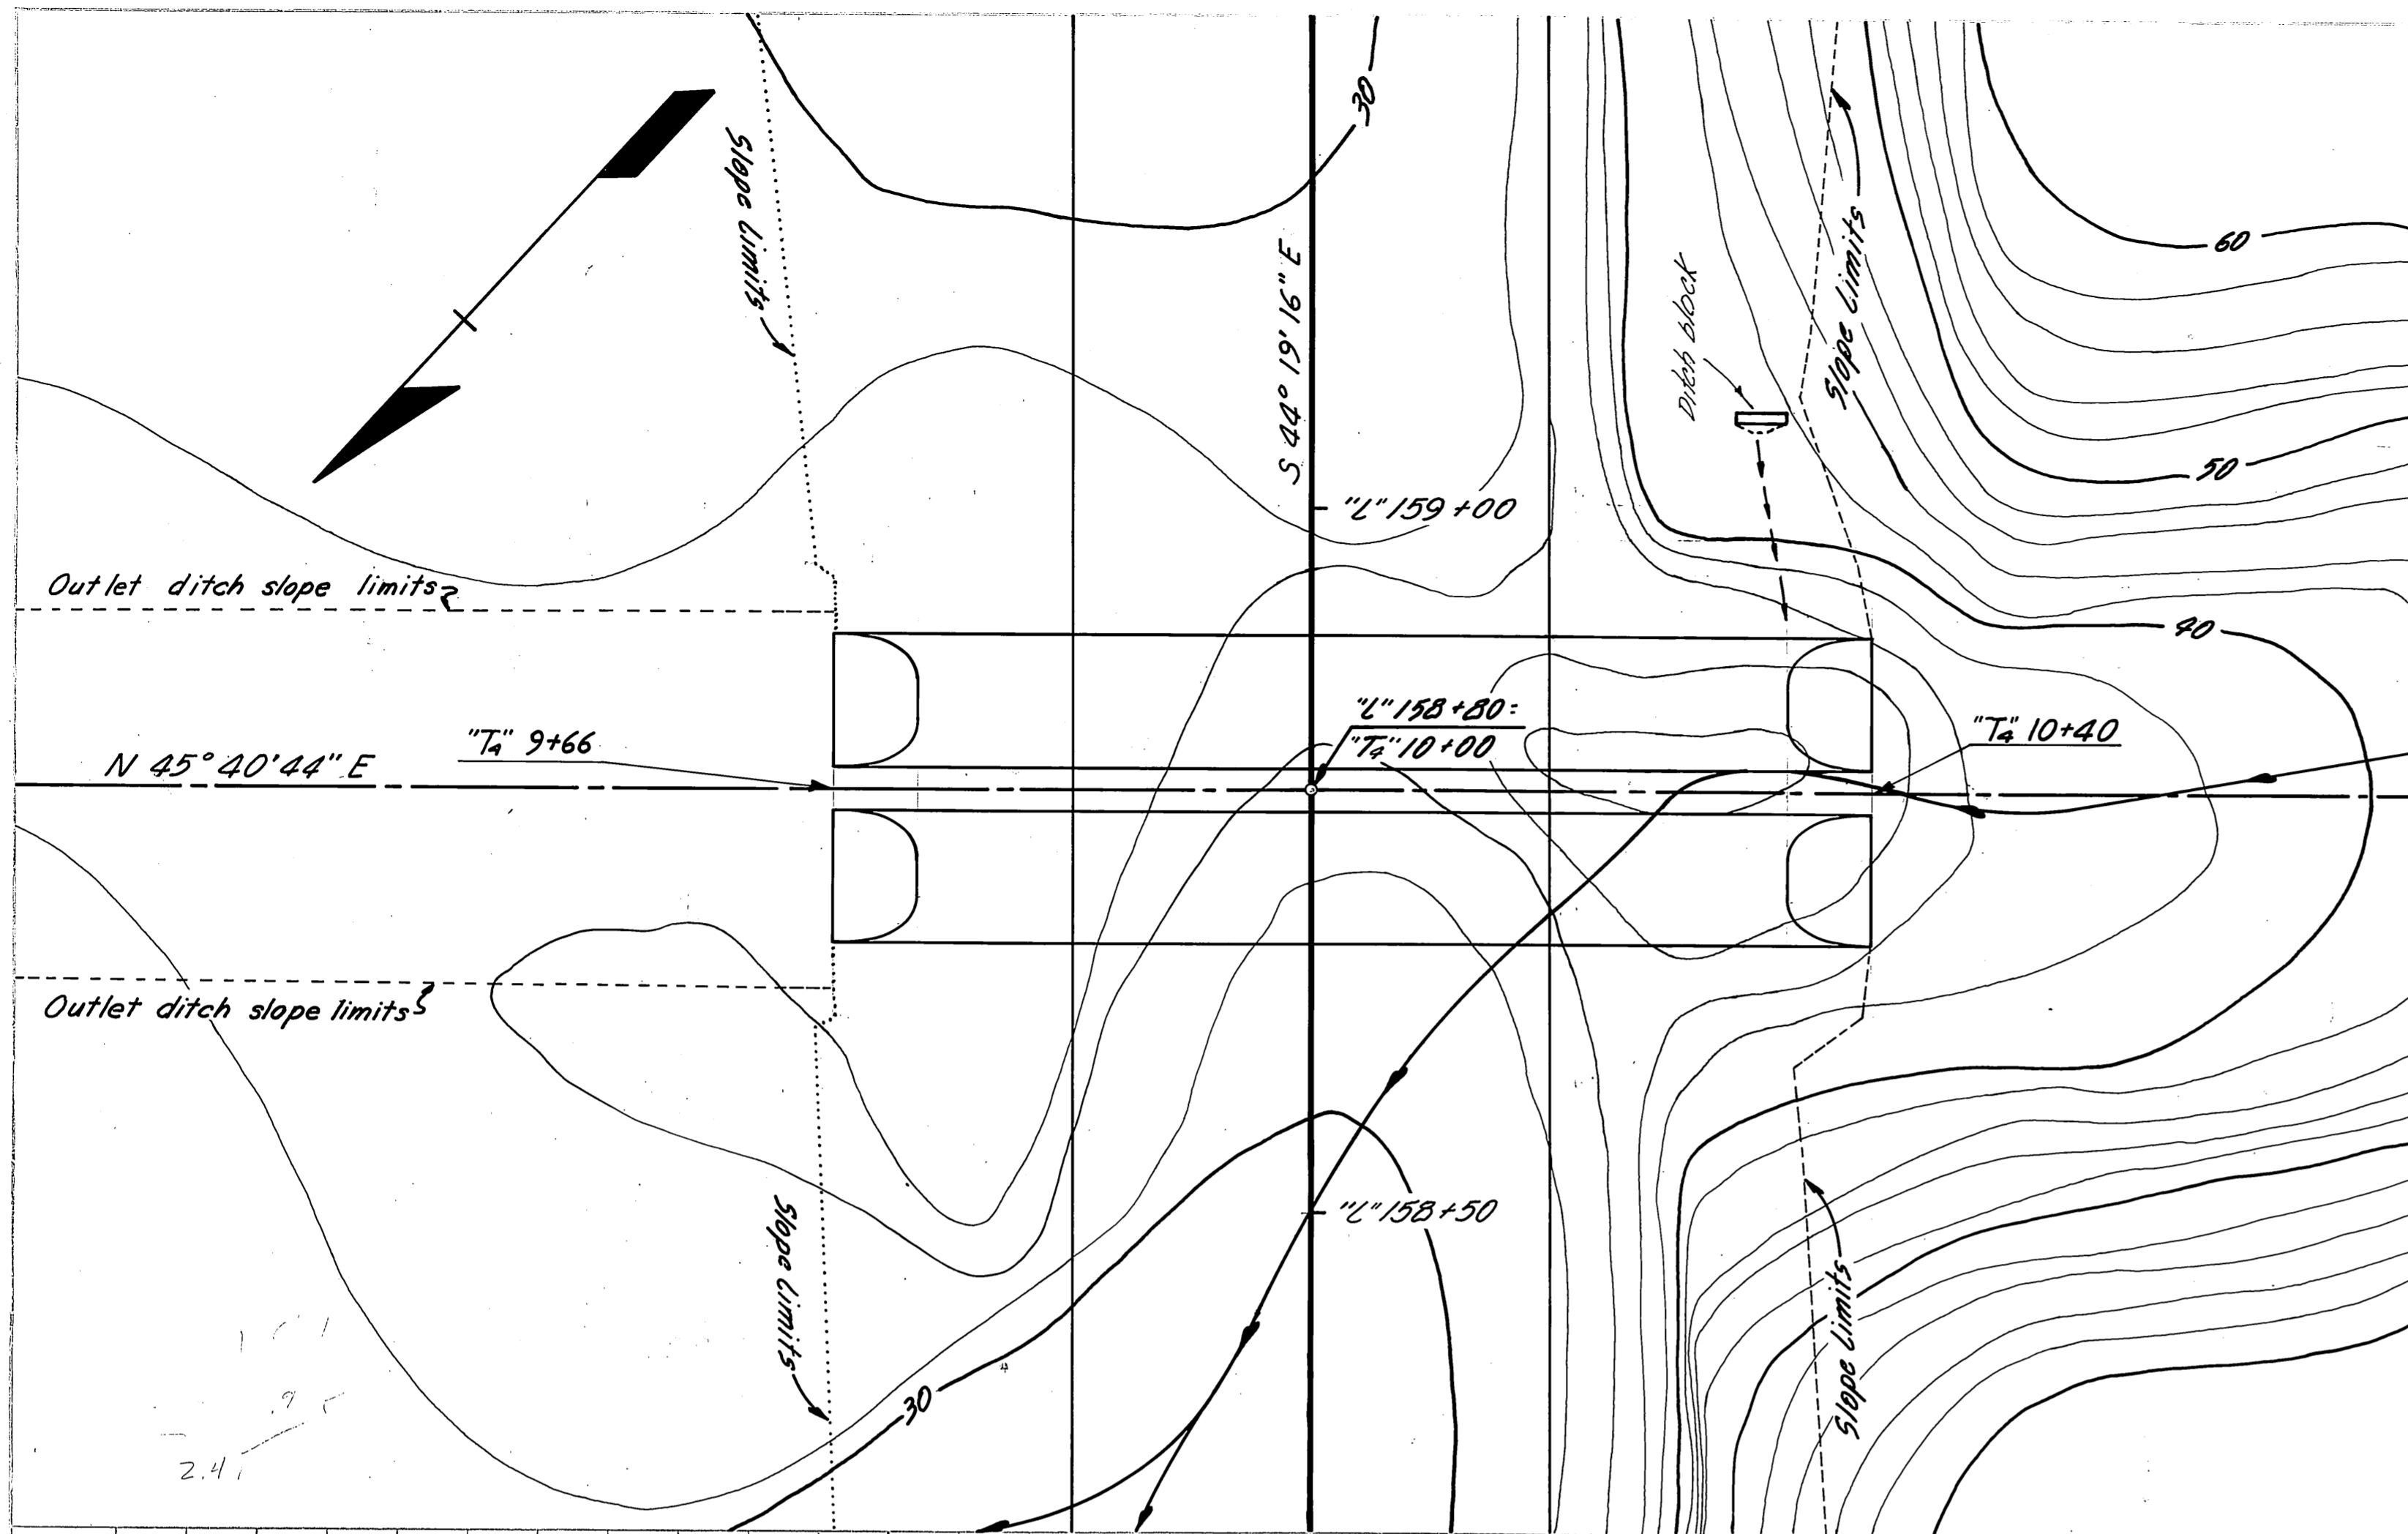 30
Slope Limits
S 44° 19' 16" E
Ditch block
Slope Limits
60
50
"L" 159+00
Outlet ditch slope limits
40
"L" 158+80=
"T4" 10+00
"T4" 9+66
"T4" 10+40
N 45° 40' 44" E
Outlet ditch slope limits
"L" 158+50
Slope Limits
Slope Limits
30
2.41